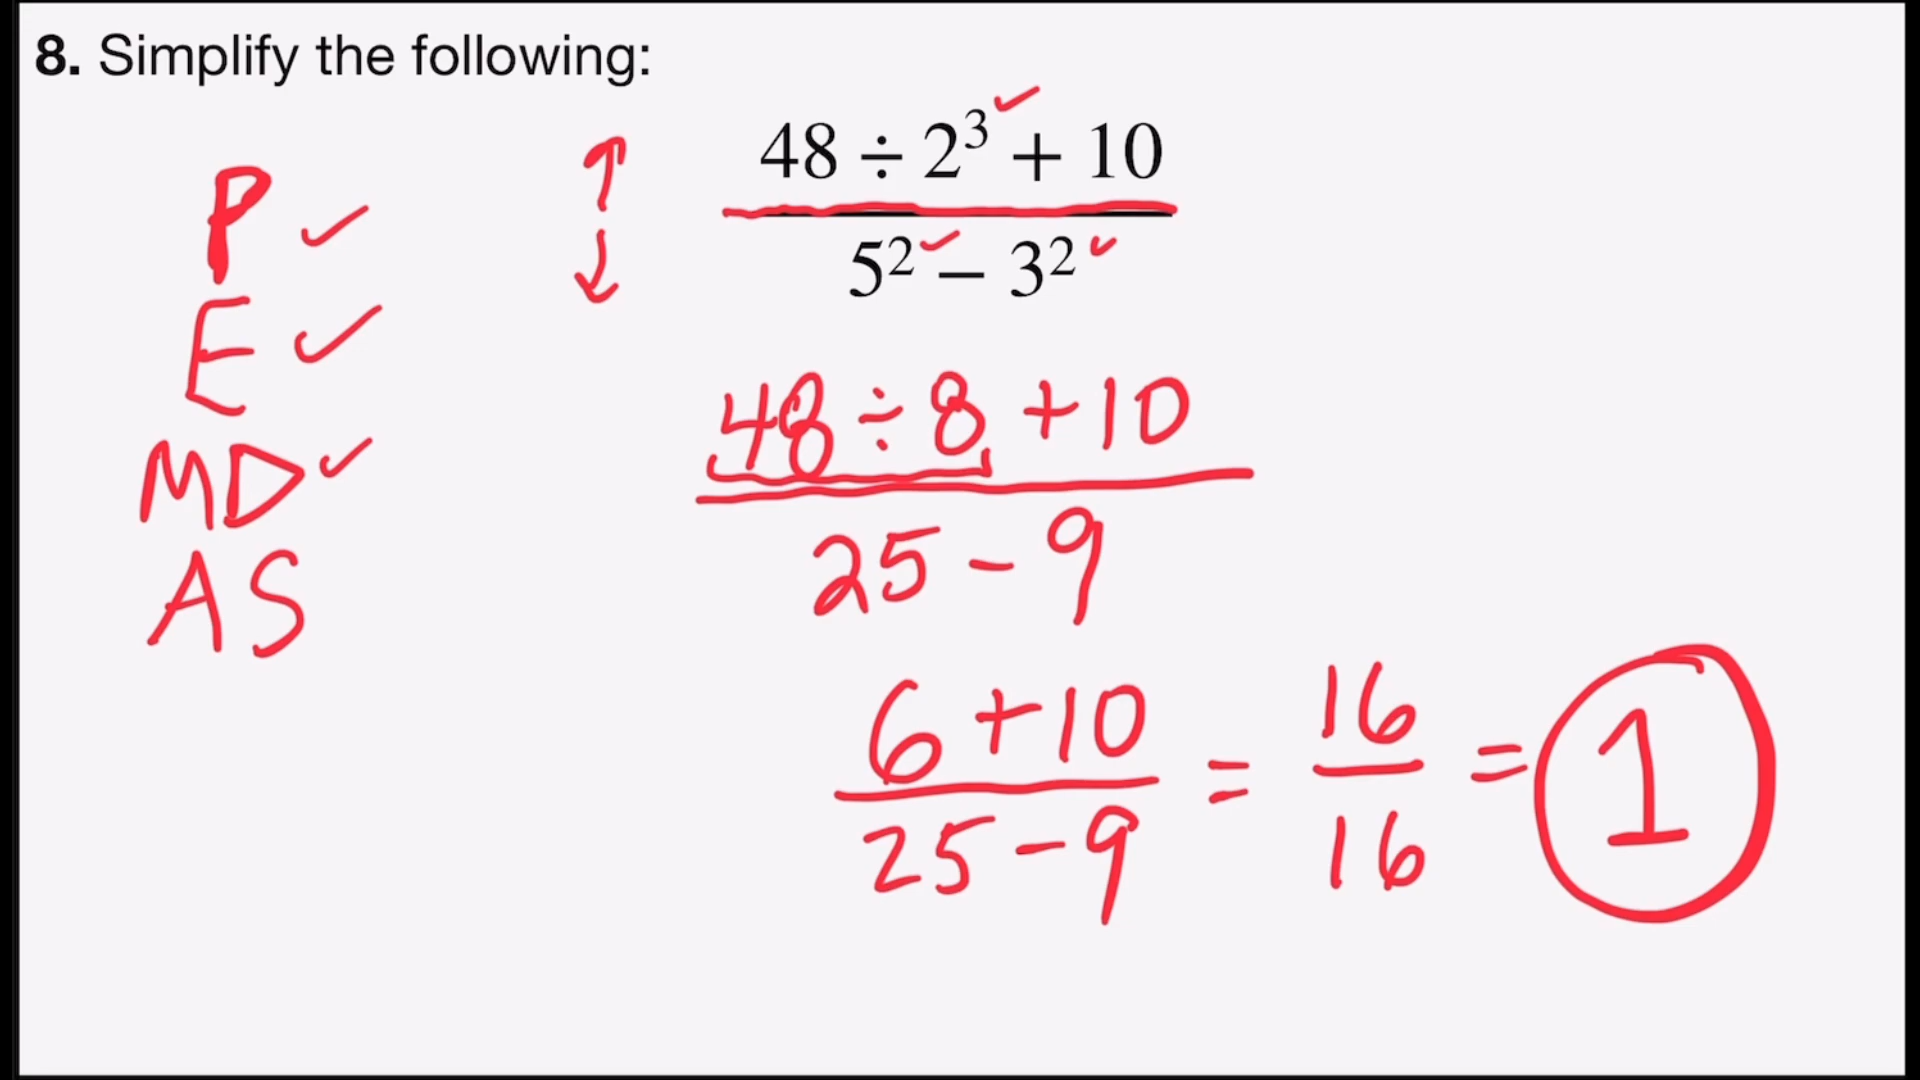 8. Simplify the following:
48 ÷ 2³ + 10
5² − 3²
P ✓
E ✓
MD ✓
AS
48 ÷ 8 + 10
25 − 9
6 + 10
25 − 9
=
16
16
= 1